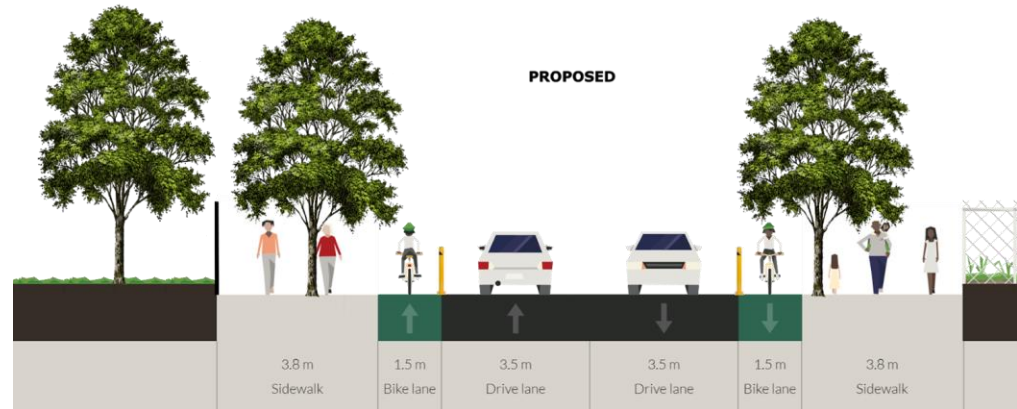 PROPOSED
3.8 m
Sidewalk
1.5 m
Bike lane
3.5 m
Drive lane
3.5 m
Drive lane
1.5 m
Bike lane
3.8 m
Sidewalk